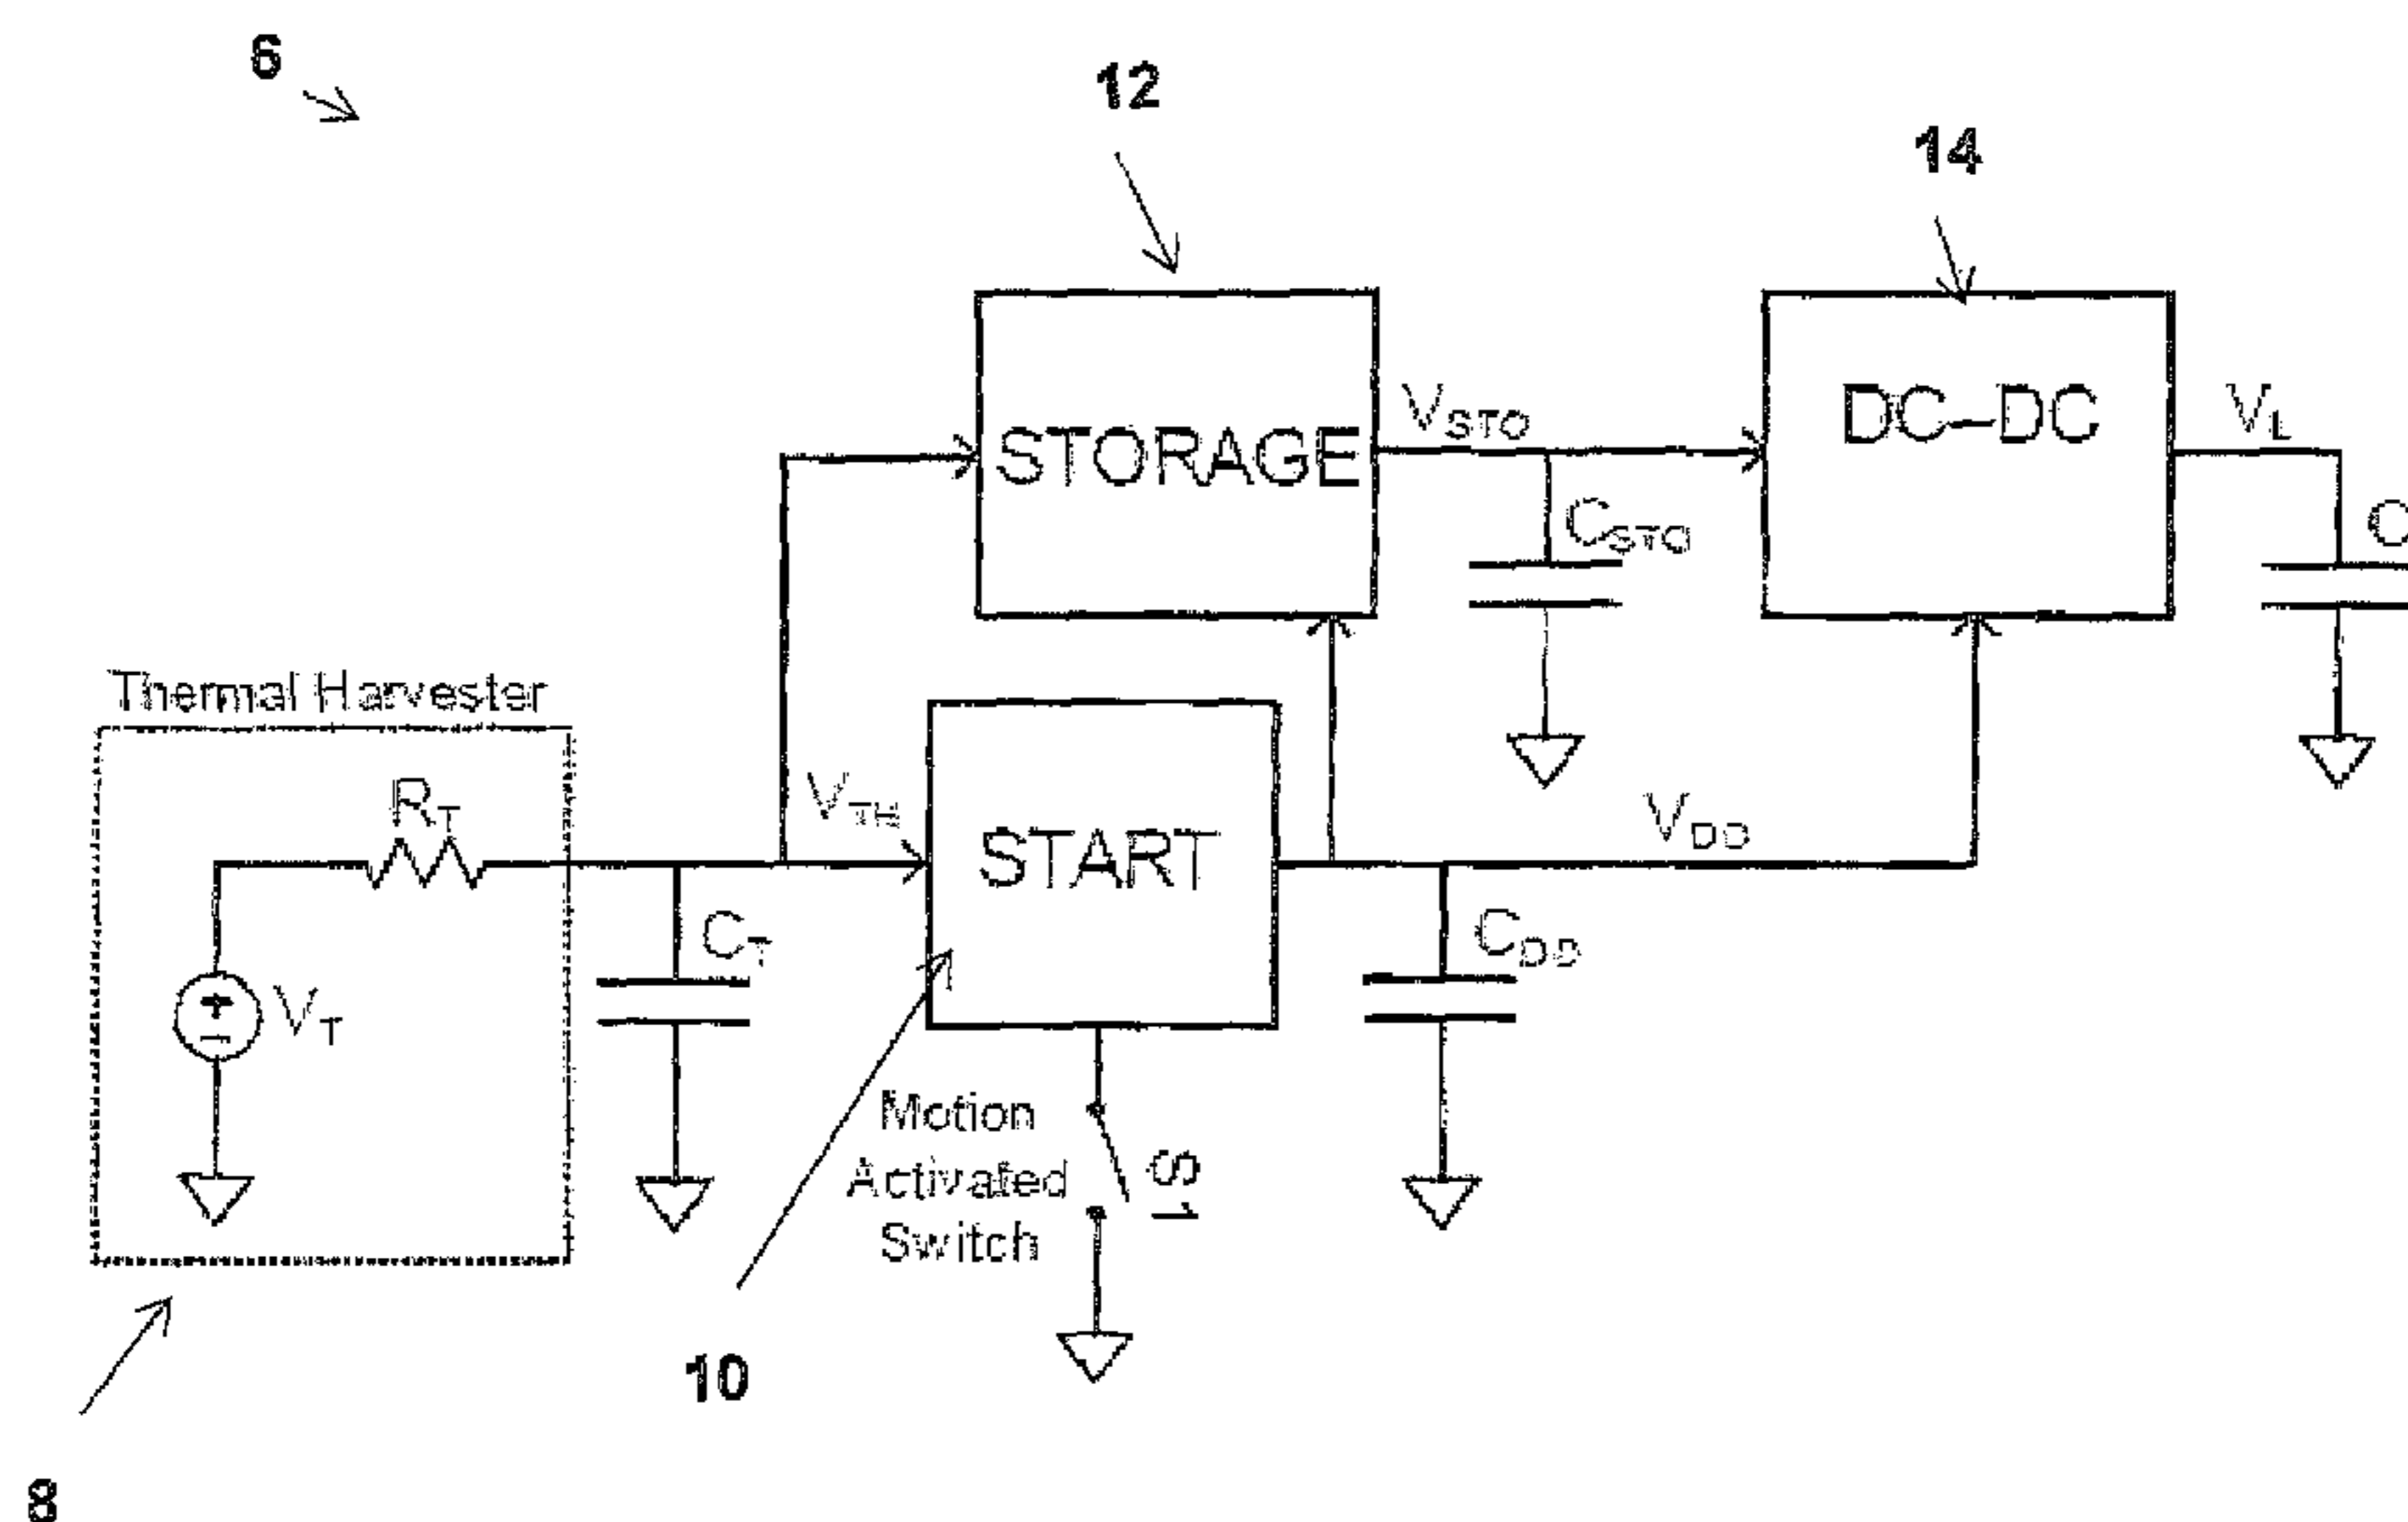 6
12
14
STORAGE
V_STO
DC-DC
V_L
C_STO
C
Thermal Harvester
R_T
V_TH
START
V_DD
C_T
C_DD
V_T
Motion
Activated
Switch
S1
10
8